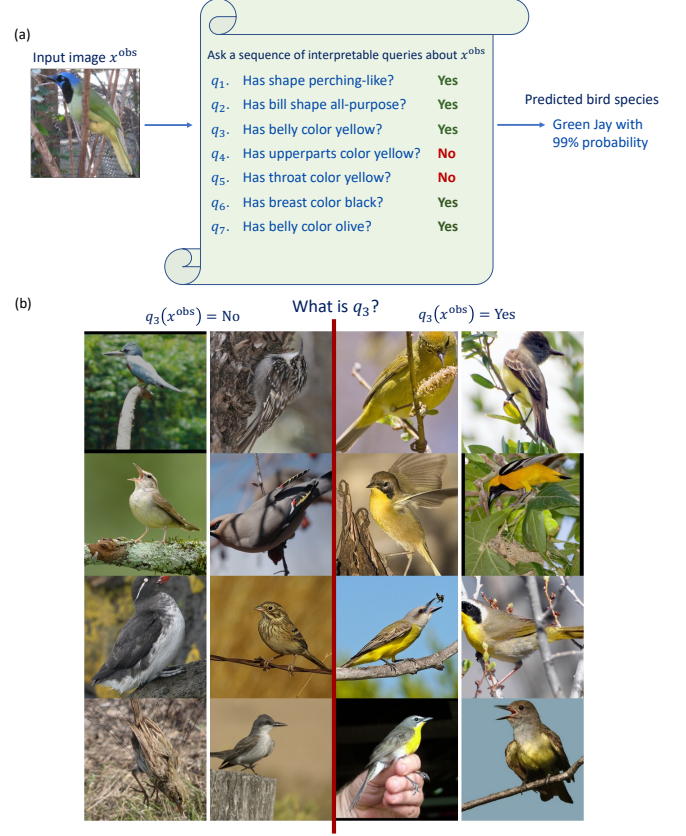 (a)
Input image x^obs
Ask a sequence of interpretable queries about x^obs
q₁. Has shape perching-like? Yes
q₂. Has bill shape all-purpose? Yes
q₃. Has belly color yellow? Yes
q₄. Has upperparts color yellow? No
q₅. Has throat color yellow? No
q₆. Has breast color black? Yes
q₇. Has belly color olive? Yes
Predicted bird species
Green Jay with
99% probability
(b)
What is q₃?
q₃(x^obs) = No
q₃(x^obs) = Yes